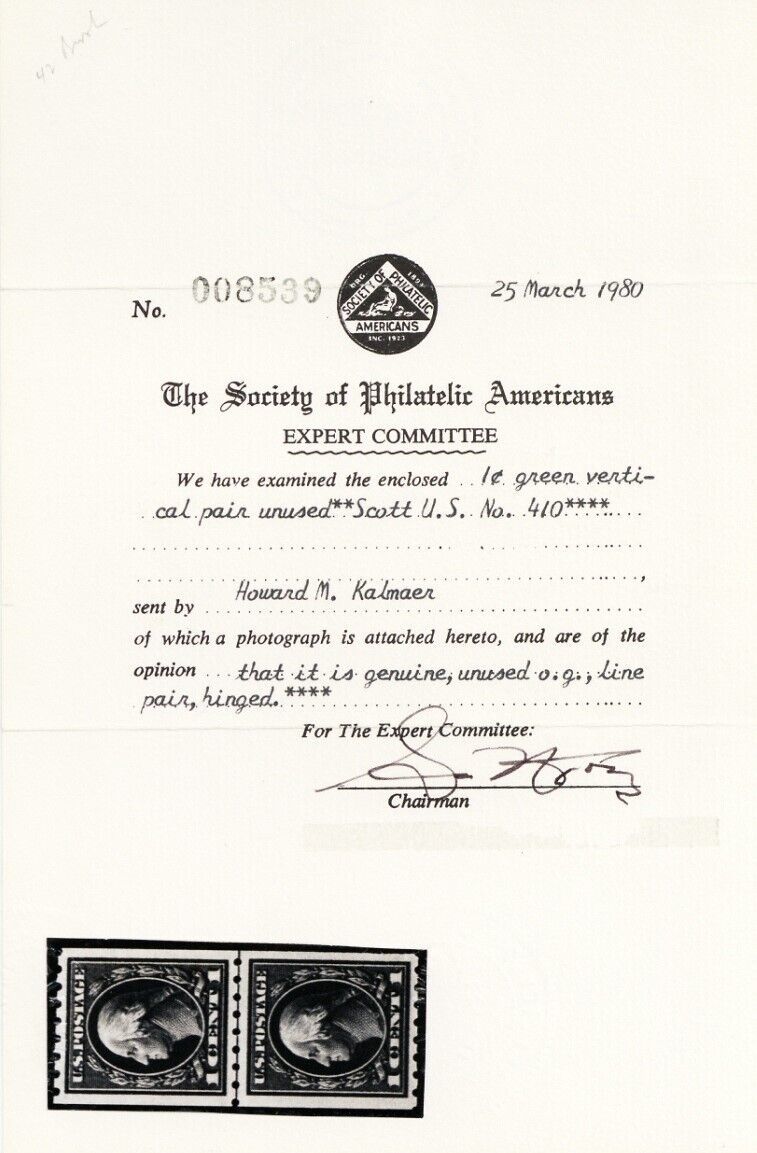 No. 008539
25 March 1980
ORG 1894
SOCIETY OF PHILATELIC
AMERICANS
INC. 1923
The Society of Philatelic Americans
EXPERT COMMITTEE
We have examined the enclosed 1¢ green verti-
cal pair unused**Scott U.S. No. 410****
sent by Howard M. Kalmaer
of which a photograph is attached hereto, and are of the
opinion that it is genuine, unused o.g., line
pair, hinged.****
For The Expert Committee:
Chairman
U.S. POSTAGE
1 CENT 1
U.S. POSTAGE
1 CENT 1